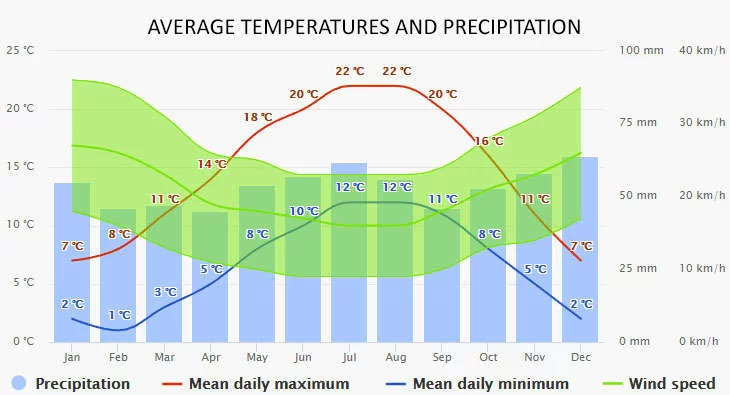 AVERAGE TEMPERATURES AND PRECIPITATION
25 °C 100 mm 40 km/h
22 °C 22 °C
20 °C 20 °C
20 °C 75 mm 30 km/h
18 °C
16 °C
14 °C
15 °C 50 mm 20 km/h
12 °C 12 °C
11 °C 11 °C 11 °C
10 °C
10 °C 25 mm 10 km/h
7 °C 8 °C 8 °C 8 °C 7 °C
5 °C 5 °C
5 °C
2 °C 1 °C 3 °C 2 °C
0 °C 0 mm 0 km/h
Jan Feb Mar Apr May Jun Jul Aug Sep Oct Nov Dec
Precipitation Mean daily maximum Mean daily minimum Wind speed